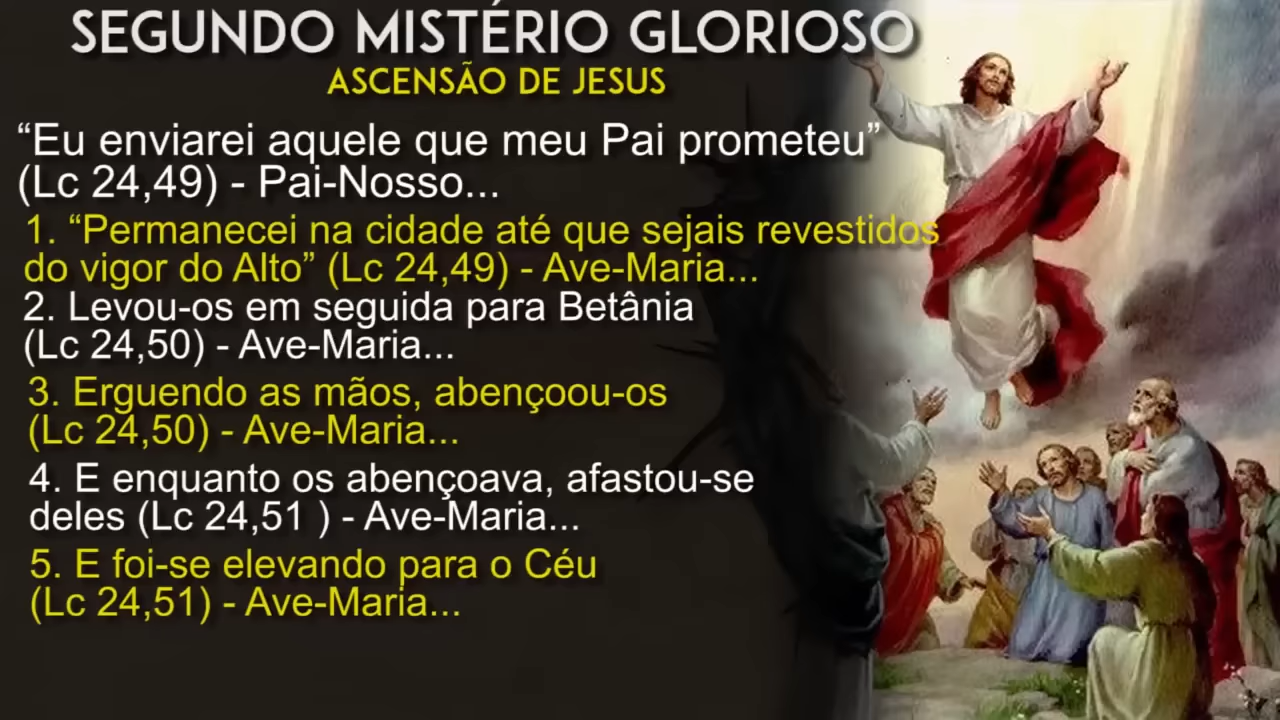 SEGUNDO MISTÉRIO GLORIOSO
ASCENSÃO DE JESUS
“Eu enviarei aquele que meu Pai prometeu”
(Lc 24,49) - Pai-Nosso...
1. “Permanecei na cidade até que sejais revestidos
do vigor do Alto” (Lc 24,49) - Ave-Maria...
2. Levou-os em seguida para Betânia
(Lc 24,50) - Ave-Maria...
3. Erguendo as mãos, abençoou-os
(Lc 24,50) - Ave-Maria...
4. E enquanto os abençoava, afastou-se
deles (Lc 24,51 ) - Ave-Maria...
5. E foi-se elevando para o Céu
(Lc 24,51) - Ave-Maria...